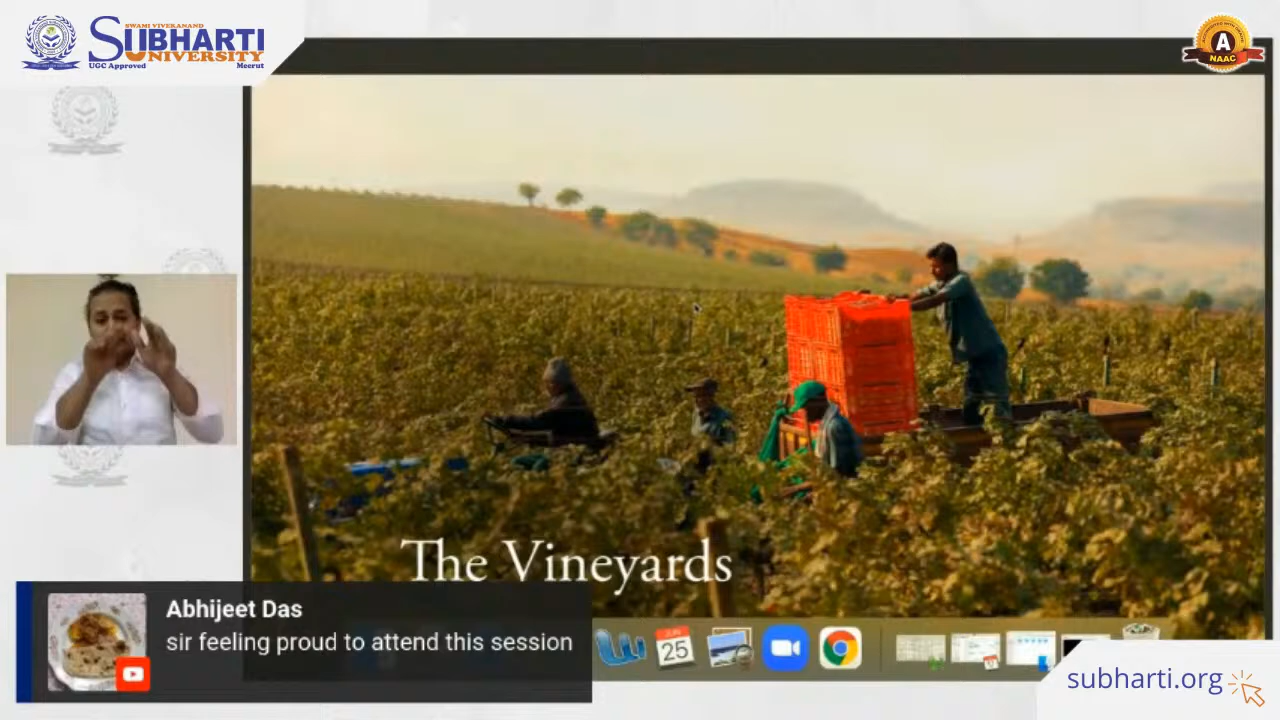 SWAMI VIVEKANAND
SUBHARTI
UNIVERSITY
UGC Approved Meerut
A
NAAC
The Vineyards
Abhijeet Das
sir feeling proud to attend this session
JUN
25
subharti.org